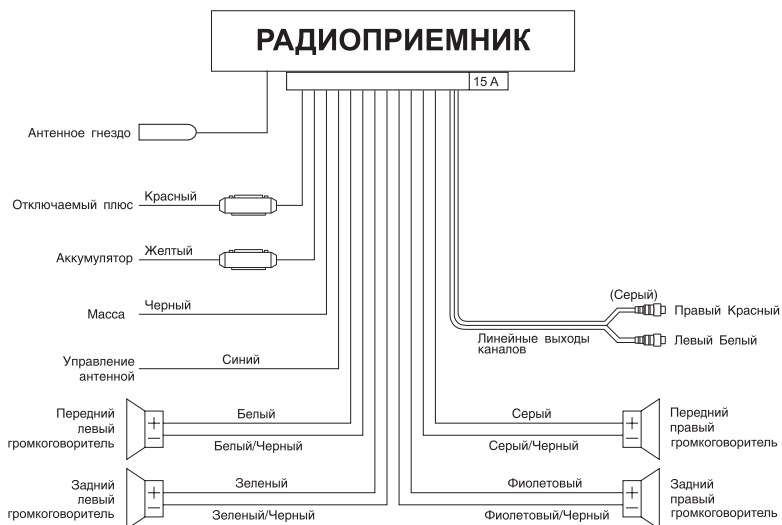 РАДИОПРИЕМНИК
15 А
Антенное гнездо
Отключаемый плюс
Красный
Аккумулятор
Желтый
Масса
Черный
Управление
антенной
Синий
(Серый)
Правый Красный
Левый Белый
Линейные выходы
каналов
Передний
левый
громкоговоритель
+
−
Белый
Белый/Черный
Серый
Серый/Черный
+
−
Передний
правый
громкоговоритель
Задний
левый
громкоговоритель
+
−
Зеленый
Зеленый/Черный
Фиолетовый
Фиолетовый/Черный
+
−
Задний
правый
громкоговоритель